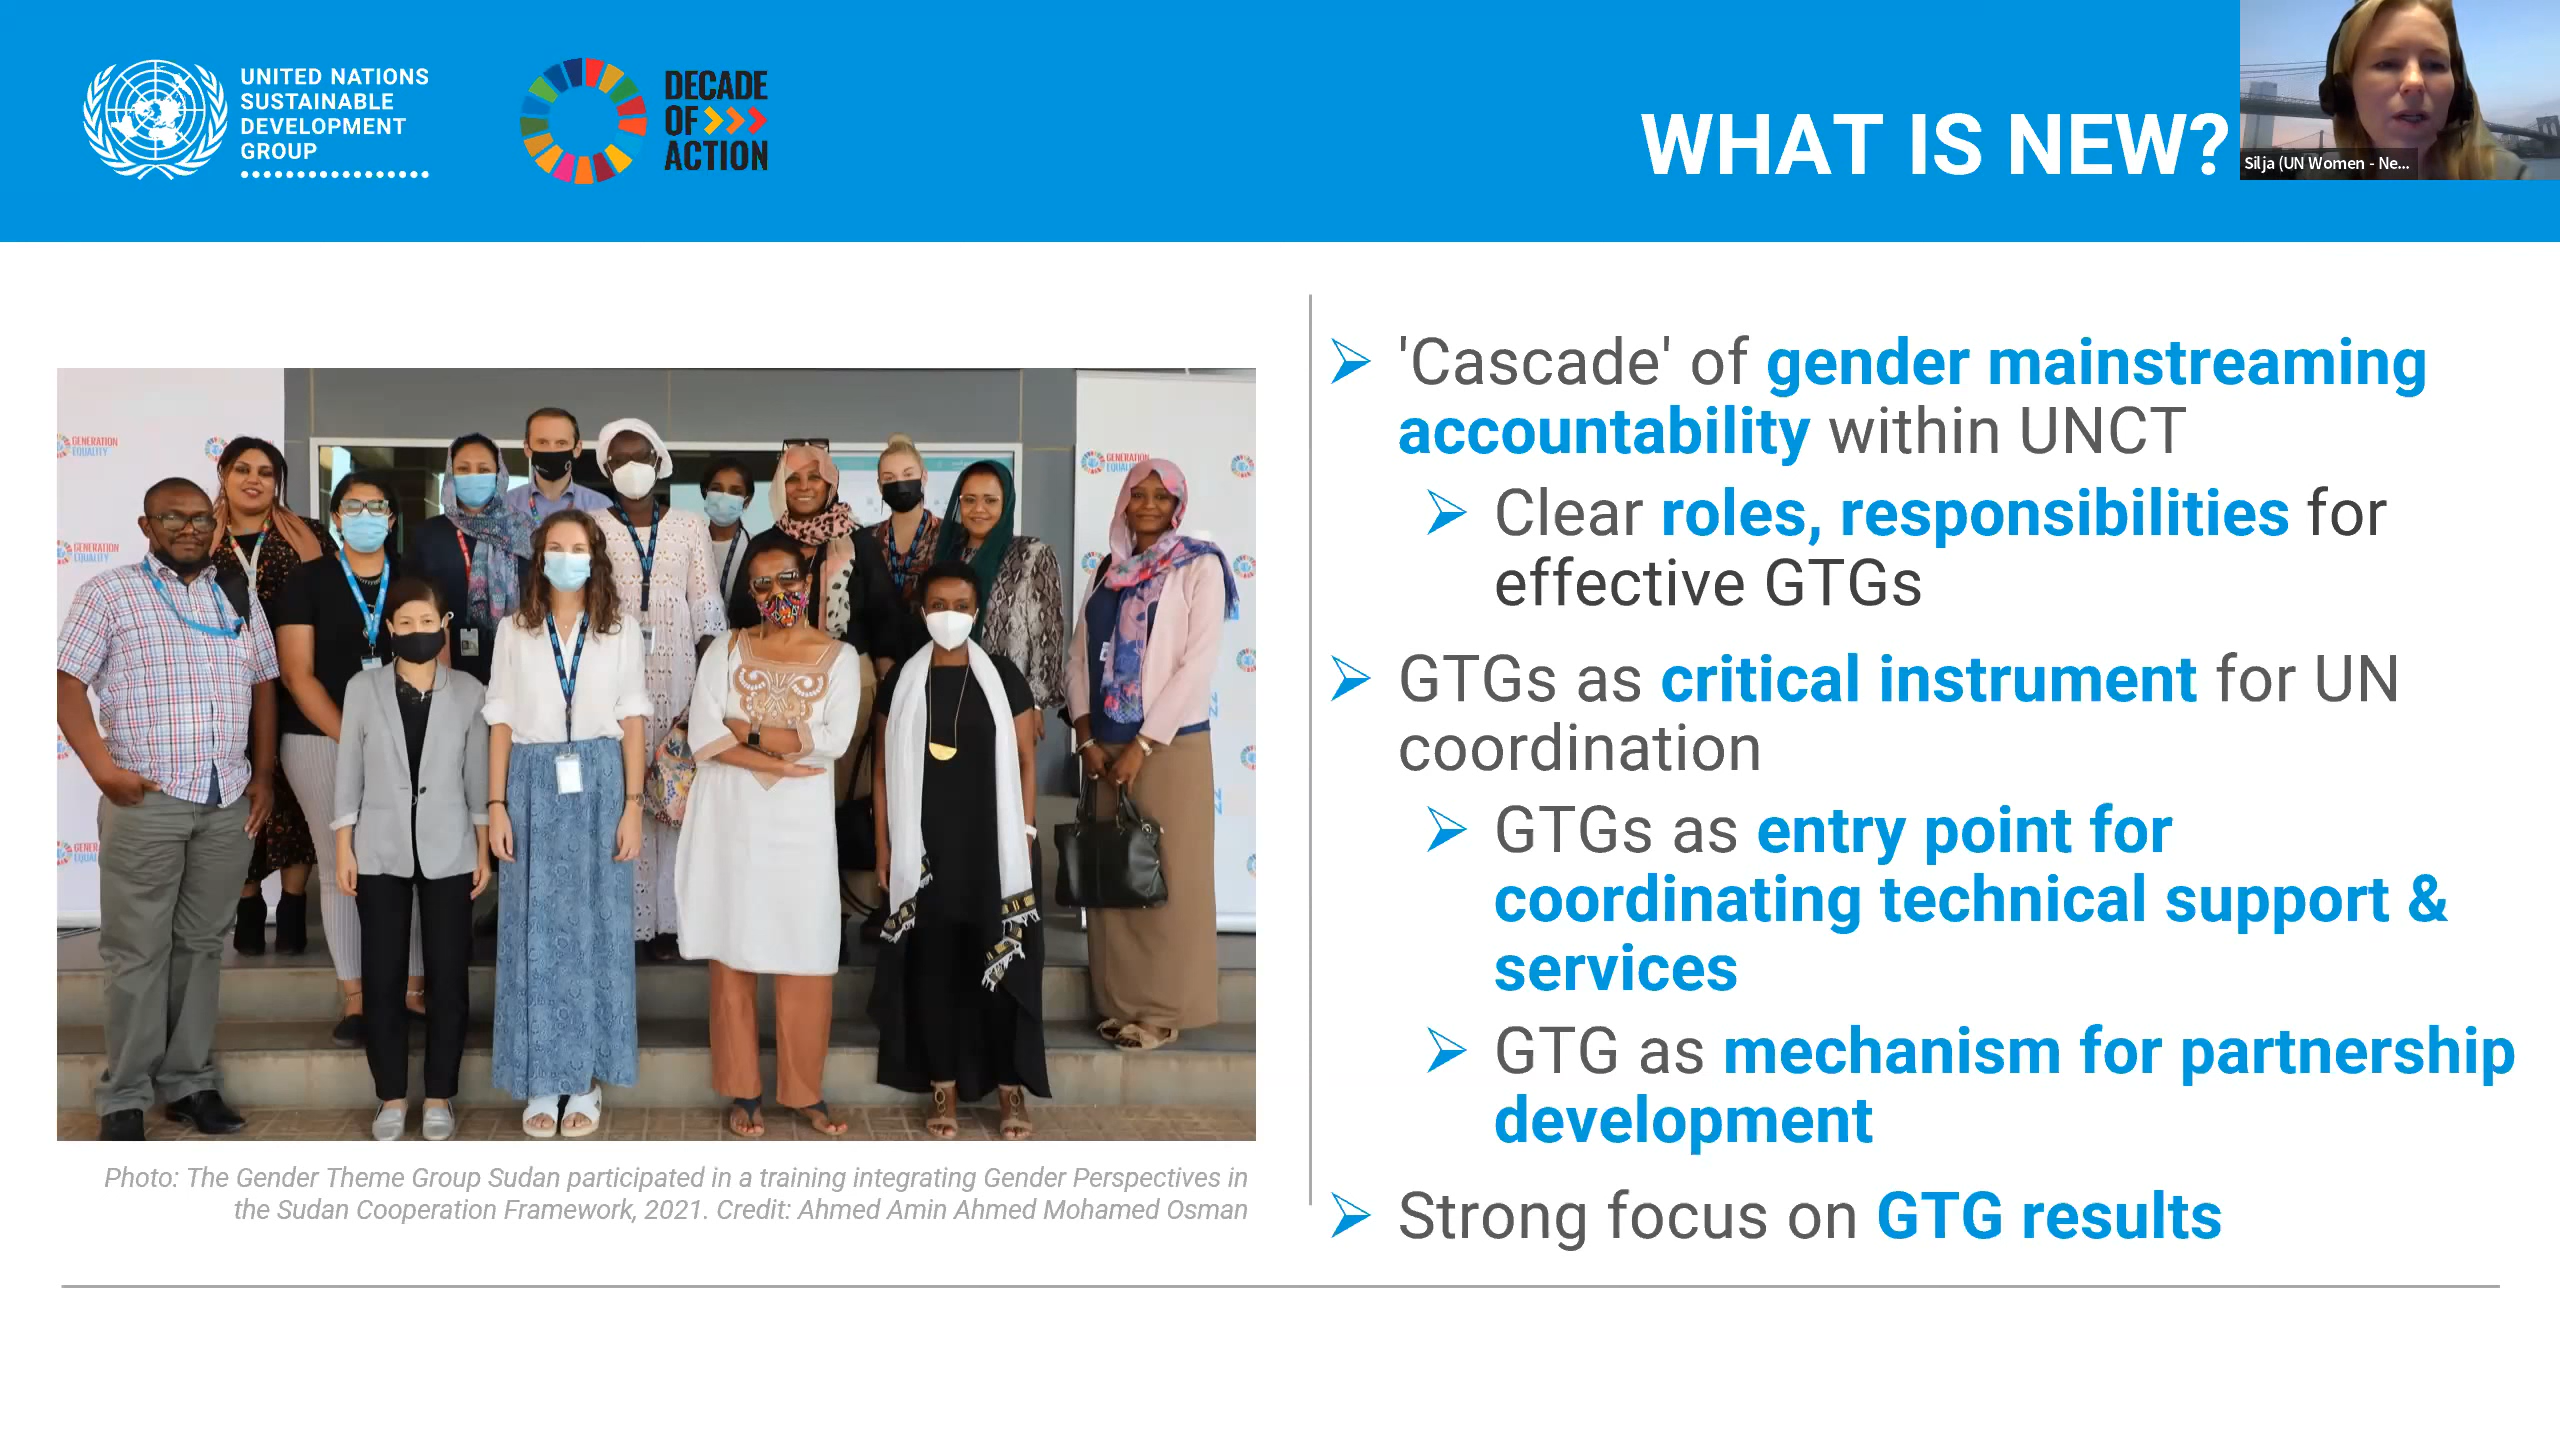 UNITED NATIONS
SUSTAINABLE
DEVELOPMENT
GROUP
DECADE
OF
ACTION
WHAT IS NEW?
Silja (UN Women - Ne...
GENERATION
EQUALITY
GENERATION
EQUALITY
GENERATION
EQUALITY
'Cascade' of gender mainstreaming
accountability within UNCT
Clear roles, responsibilities for
effective GTGs
GTGs as critical instrument for UN
coordination
GTGs as entry point for
coordinating technical support &
services
GTG as mechanism for partnership
development
Strong focus on GTG results
Photo: The Gender Theme Group Sudan participated in a training integrating Gender Perspectives in
the Sudan Cooperation Framework, 2021. Credit: Ahmed Amin Ahmed Mohamed Osman